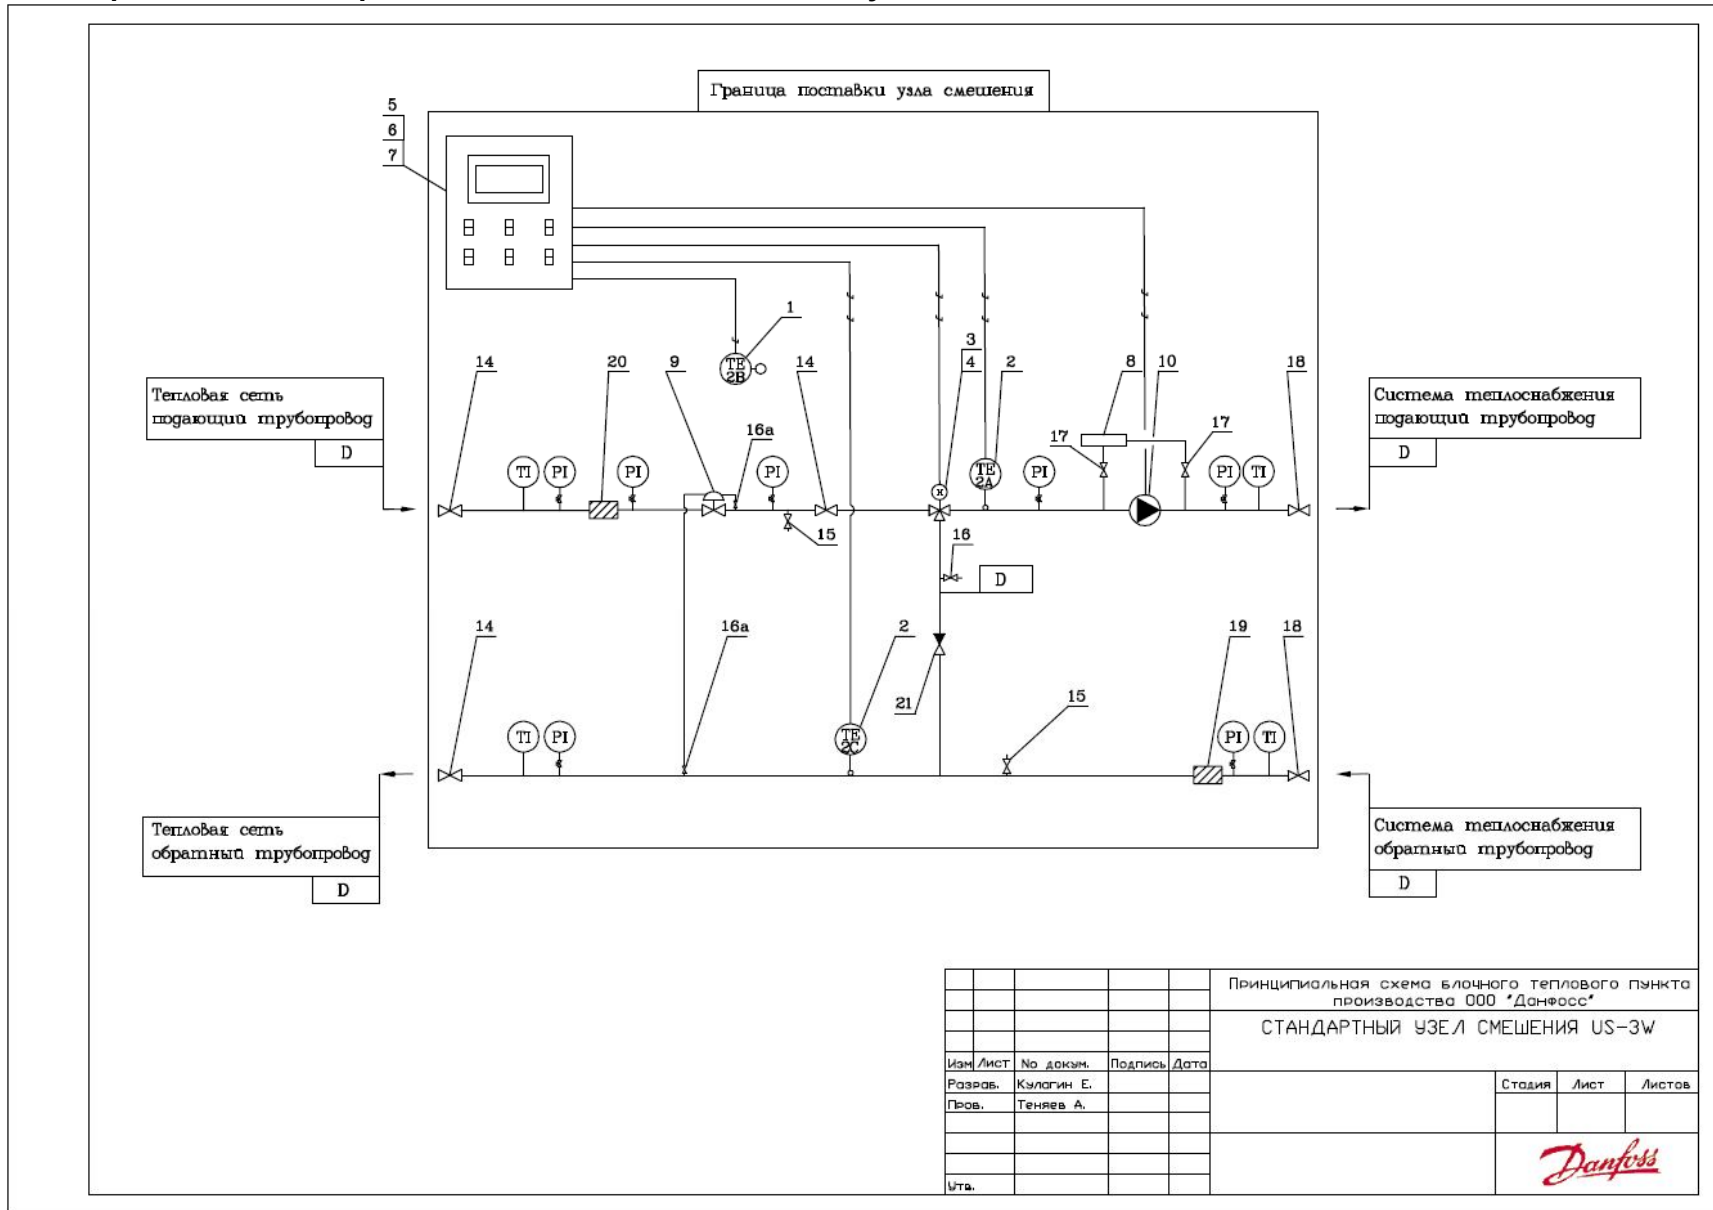 Граница поставки узла смешения
5
6
7
1
TE
2B
14
20
9
14
3
4
2
8
10
18
16a
17
17
Тепловая сеть
подающий трубопровод
D
Система теплоснабжения
подающий трубопровод
D
TI
PI
PI
PI
TE
2A
PI
PI
TI
x
15
16
D
14
16a
2
19
18
21
15
TI
PI
TE
2C
PI
TI
Тепловая сеть
обратный трубопровод
D
Система теплоснабжения
обратный трубопровод
D
Принципиальная схема блочного теплового пункта
производства ООО "Данфосс"
СТАНДАРТНЫЙ УЗЕЛ СМЕШЕНИЯ US-3W
Изм Лист No докум. Подпись Дата
Разраб. Кулагин Е.
Стадия Лист Листов
Пров. Теняев А.
Утв.
Danfoss